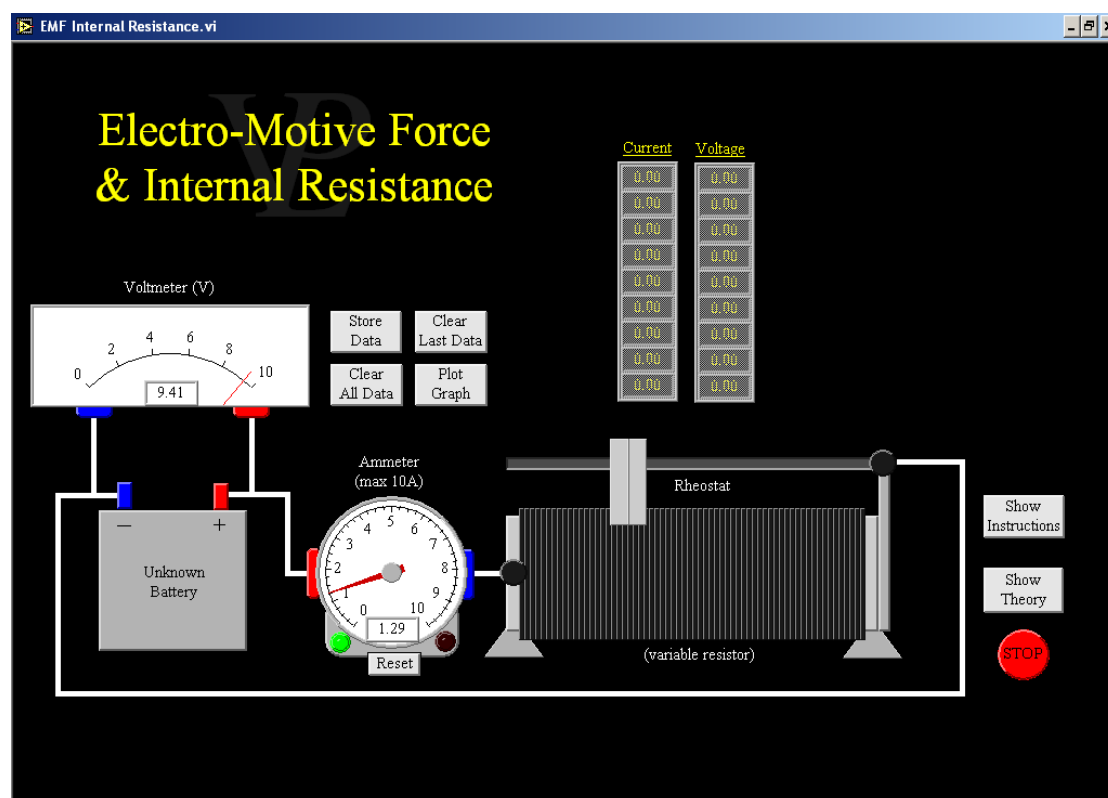 EMF Internal Resistance.vi
VPL
Electro-Motive Force
& Internal Resistance
Current Voltage
0.00 0.00
0.00 0.00
0.00 0.00
0.00 0.00
0.00 0.00
0.00 0.00
0.00 0.00
0.00 0.00
0.00 0.00
Voltmeter (V)
0 2 4 6 8 10
9.41
Store
Data
Clear
Last Data
Clear
All Data
Plot
Graph
Ammeter
(max 10A)
0 1 2 3 4 5 6 7 8 9 10
1.29
Reset
Rheostat
(variable resistor)
— +
Unknown
Battery
Show
Instructions
Show
Theory
STOP